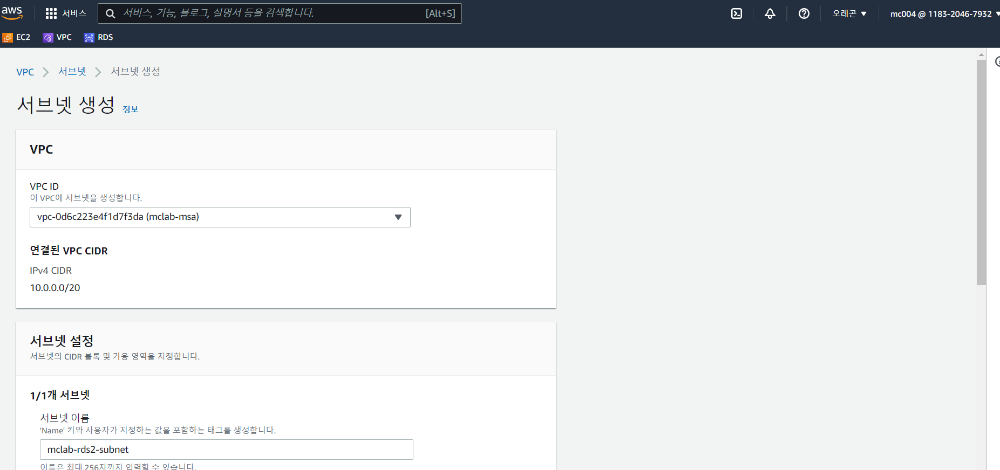 aws
서비스
서비스, 기능, 블로그, 설명서 등을 검색합니다.
[Alt+S]
오레곤
mc004 @ 1183-2046-7932
EC2
VPC
RDS
VPC
서브넷
서브넷 생성
서브넷 생성
정보
VPC
VPC ID
이 VPC에 서브넷을 생성합니다.
vpc-0d6c223e4f1d7f3da (mclab-msa)
연결된 VPC CIDR
IPv4 CIDR
10.0.0.0/20
서브넷 설정
서브넷의 CIDR 블록 및 가용 영역을 지정합니다.
1/1개 서브넷
서브넷 이름
'Name' 키와 사용자가 지정하는 값을 포함하는 태그를 생성합니다.
mclab-rds2-subnet
이름은 최대 256자까지 입력할 수 있습니다.